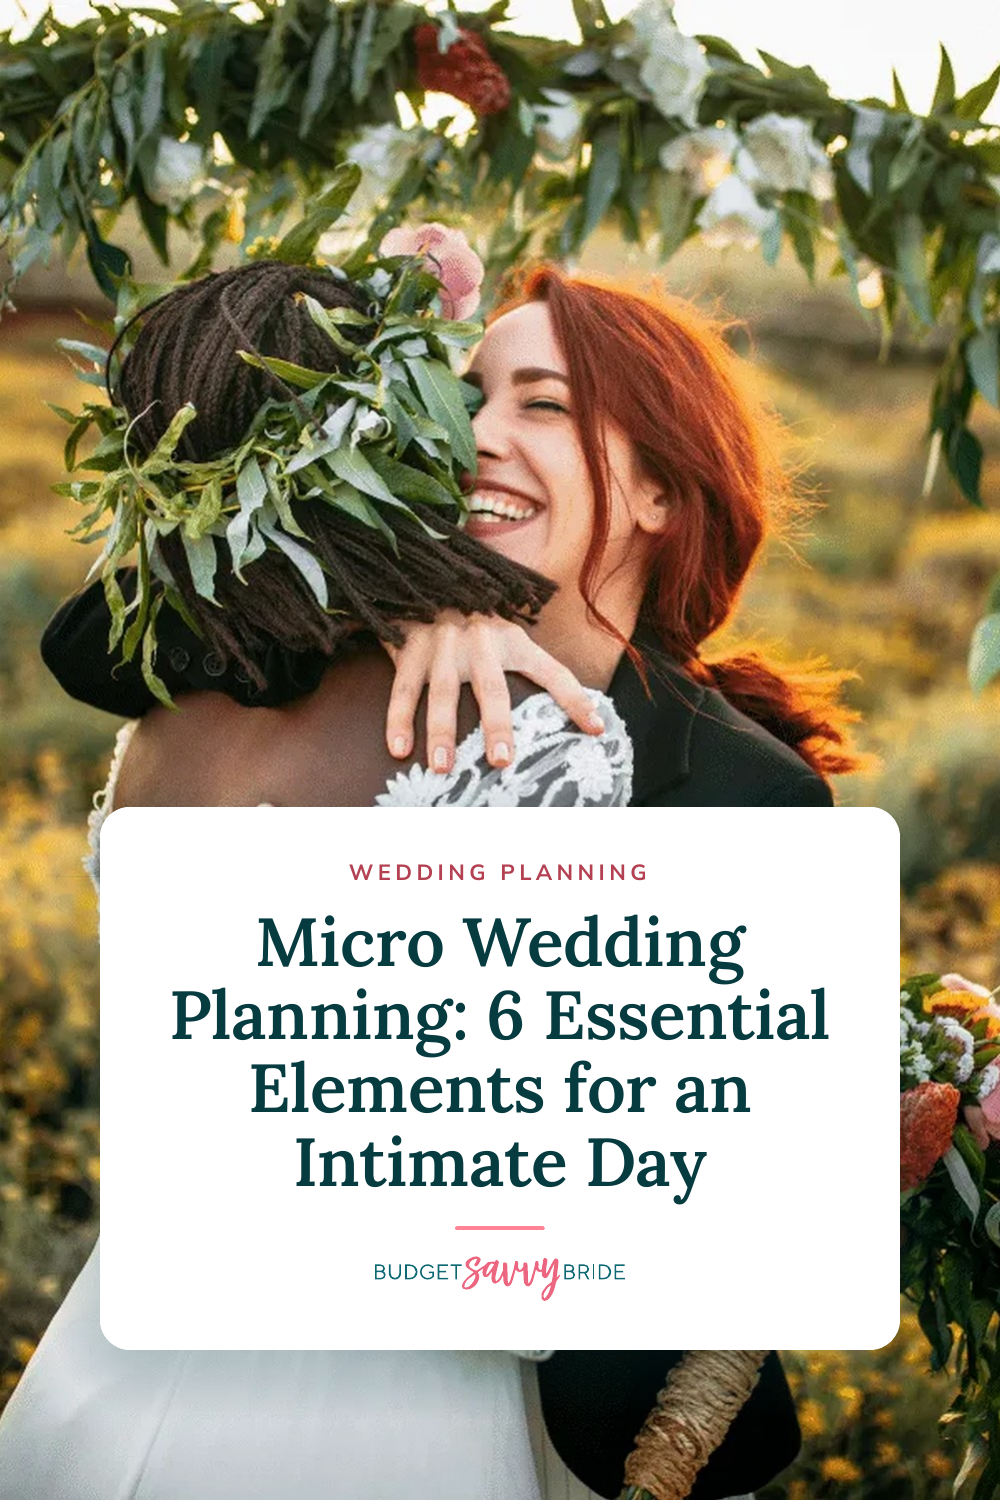 WEDDING PLANNING
Micro Wedding
Planning: 6 Essential
Elements for an
Intimate Day
BUDGET savvy BRIDE